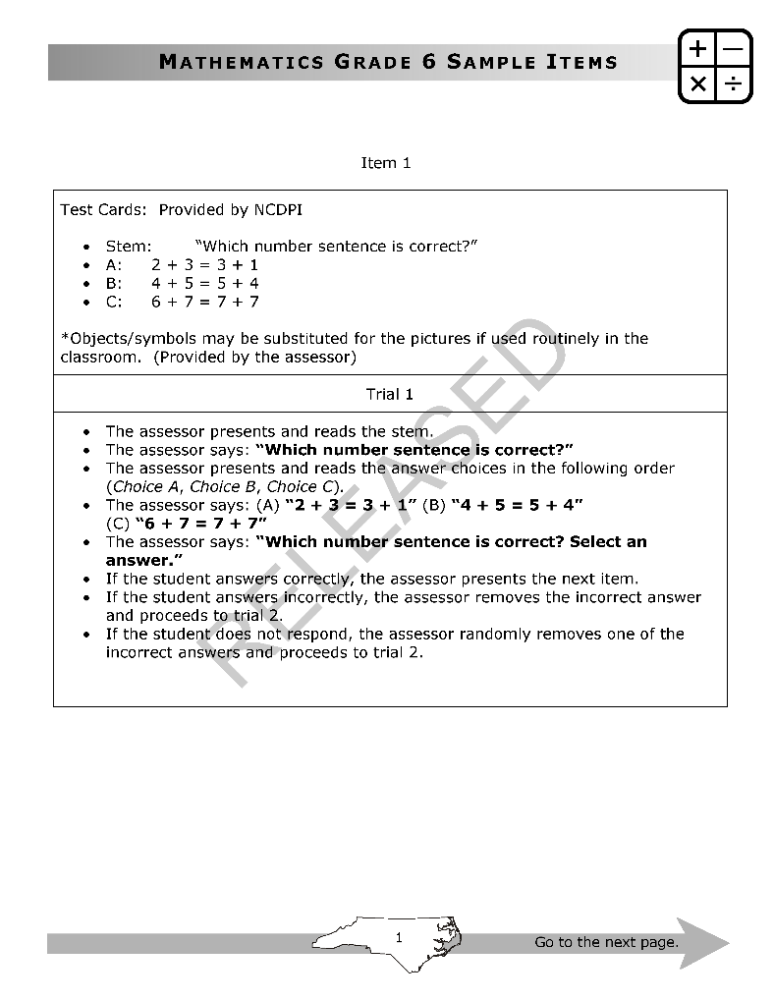 MATHEMATICS GRADE 6 SAMPLE ITEMS
+ —
× ÷
Item 1
Test Cards:  Provided by NCDPI
• Stem: “Which number sentence is correct?”
• A: 2 + 3 = 3 + 1
• B: 4 + 5 = 5 + 4
• C: 6 + 7 = 7 + 7
*Objects/symbols may be substituted for the pictures if used routinely in the
classroom.  (Provided by the assessor)
Trial 1
• The assessor presents and reads the stem.
• The assessor says: “Which number sentence is correct?”
• The assessor presents and reads the answer choices in the following order
(Choice A, Choice B, Choice C).
• The assessor says: (A) “2 + 3 = 3 + 1” (B) “4 + 5 = 5 + 4”
(C) “6 + 7 = 7 + 7”
• The assessor says: “Which number sentence is correct? Select an
answer.”
• If the student answers correctly, the assessor presents the next item.
• If the student answers incorrectly, the assessor removes the incorrect answer
and proceeds to trial 2.
• If the student does not respond, the assessor randomly removes one of the
incorrect answers and proceeds to trial 2.
RELEASED
1
Go to the next page.